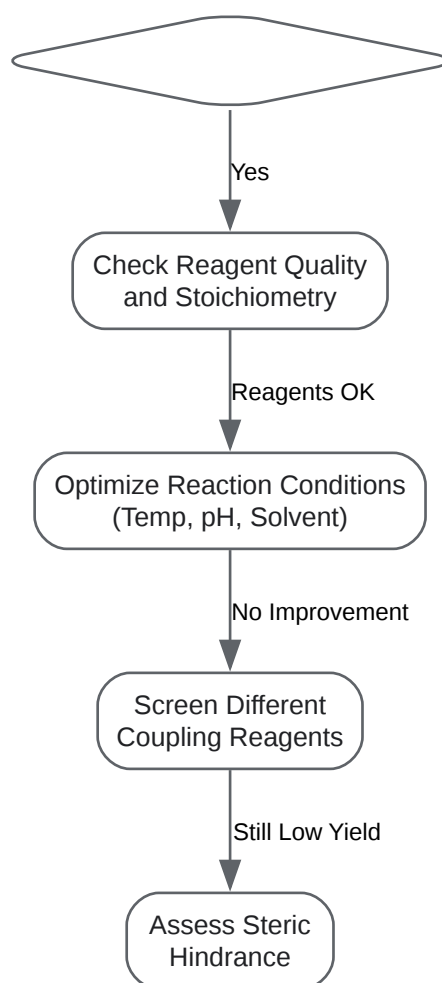 Yes
Check Reagent Quality
and Stoichiometry
Reagents OK
Optimize Reaction Conditions
(Temp, pH, Solvent)
No Improvement
Screen Different
Coupling Reagents
Still Low Yield
Assess Steric
Hindrance